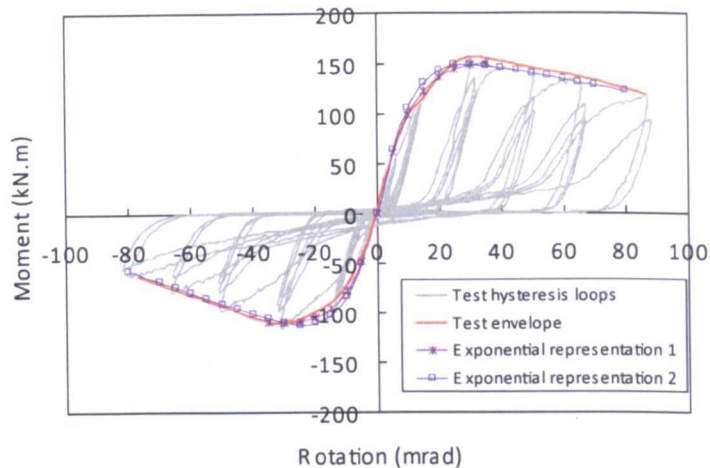 200
150
100
50
0
-50
-100
-150
-200
-100 -80 -60 -40 -20 0 20 40 60 80 100
Moment (kN.m)
Rotation (mrad)
Test hysteresis loops
Test envelope
Exponential representation 1
Exponential representation 2